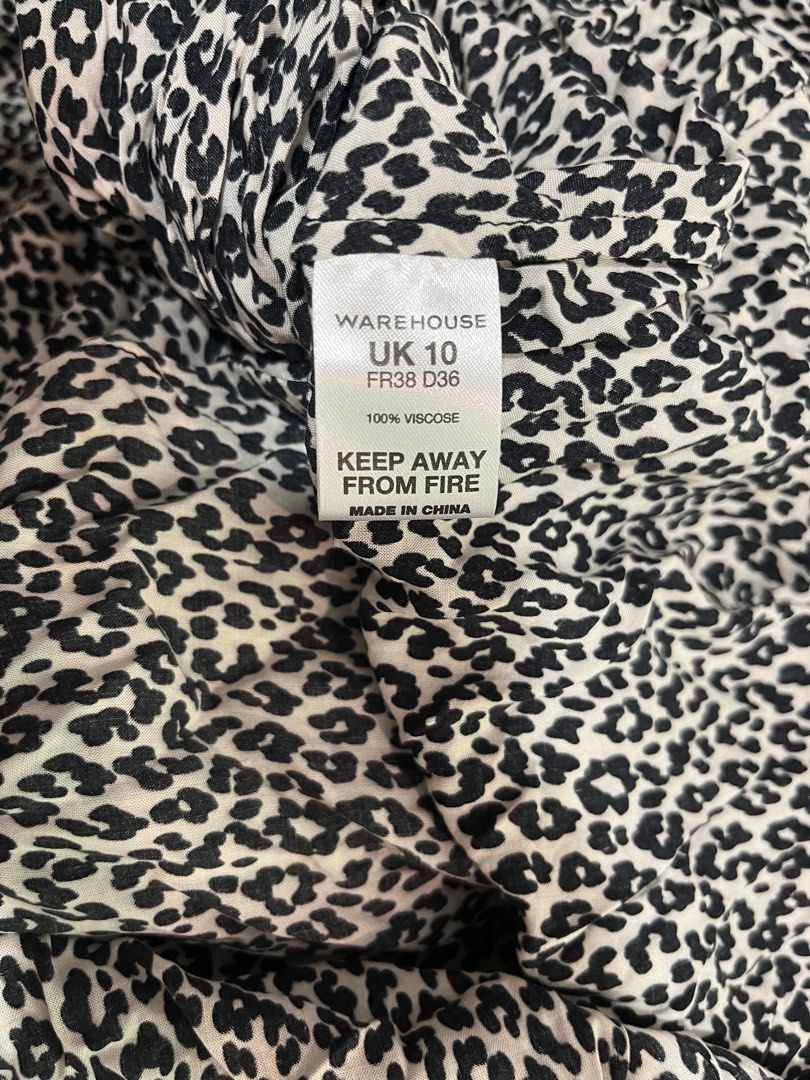 WAREHOUSE
UK 10
FR38 D36
100% VISCOSE
KEEP AWAY
FROM FIRE
MADE IN CHINA